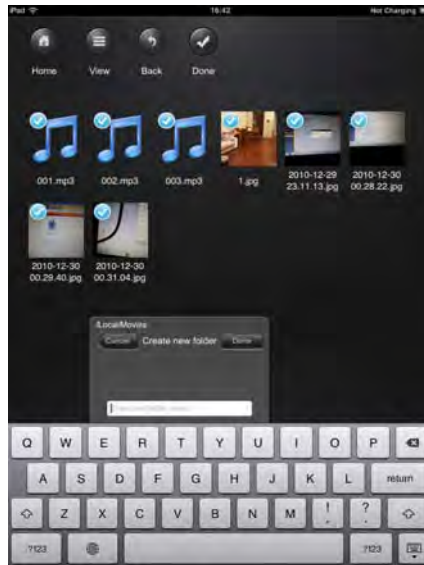 iPad 16:42 Not Charging
Home View Back Done
001.mp3 002.mp3 003.mp3 1.jpg 2010-12-29 23.11.13.jpg 2010-12-30 00.28.22.jpg
2010-12-30 00.29.40.jpg 2010-12-30 00.31.04.jpg
/LocalMovies
Cancel Create new folder Done
Q W E R T Y U I O P
A S D F G H J K L return
Z X C V B N M ! ?
.?123 .?123